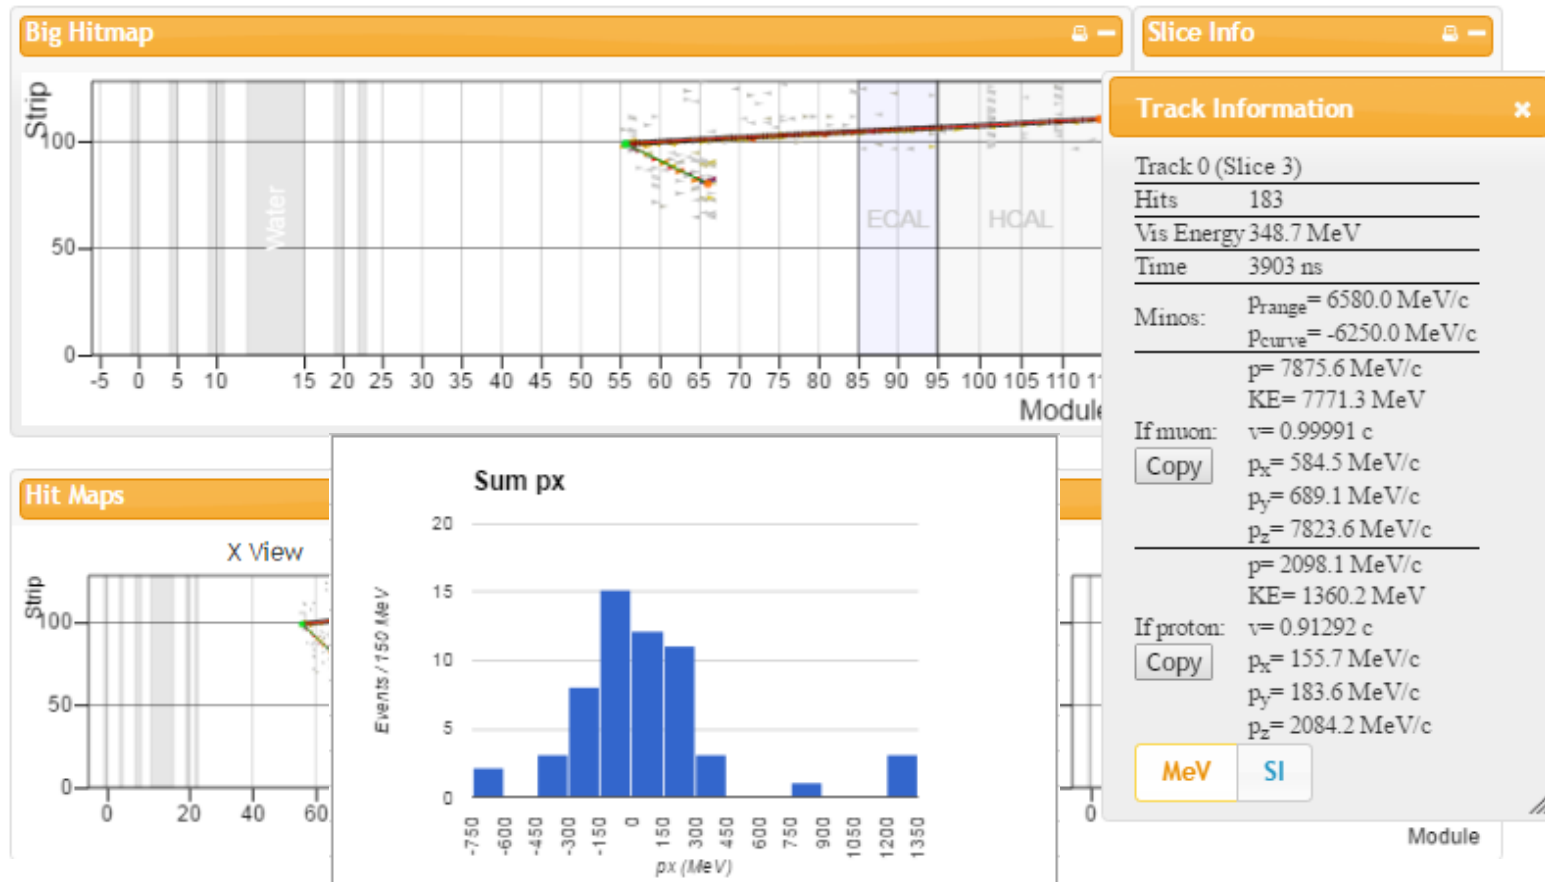 Big Hitmap
Slice Info
Strip
100
50
0
Water
ECAL
HCAL
-5 0 5 10 15 20 25 30 35 40 45 50 55 60 65 70 75 80 85 90 95 100 105 110
Module
Track Information
Track 0 (Slice 3)
Hits 183
Vis Energy 348.7 MeV
Time 3903 ns
Minos:
prange= 6580.0 MeV/c
pcurve= -6250.0 MeV/c
If muon:
Copy
p= 7875.6 MeV/c
KE= 7771.3 MeV
v= 0.99991 c
px= 584.5 MeV/c
py= 689.1 MeV/c
pz= 7823.6 MeV/c
If proton:
Copy
p= 2098.1 MeV/c
KE= 1360.2 MeV
v= 0.91292 c
px= 155.7 MeV/c
py= 183.6 MeV/c
pz= 2084.2 MeV/c
MeV SI
Hit Maps
X View
Strip
100
50
0
0 20 40 60
Sum px
Events / 150 MeV
20
15
10
5
0
-750 -600 -450 -300 -150 0 150 300 450 600 750 900 1050 1200 1350
px (MeV)
0
Module